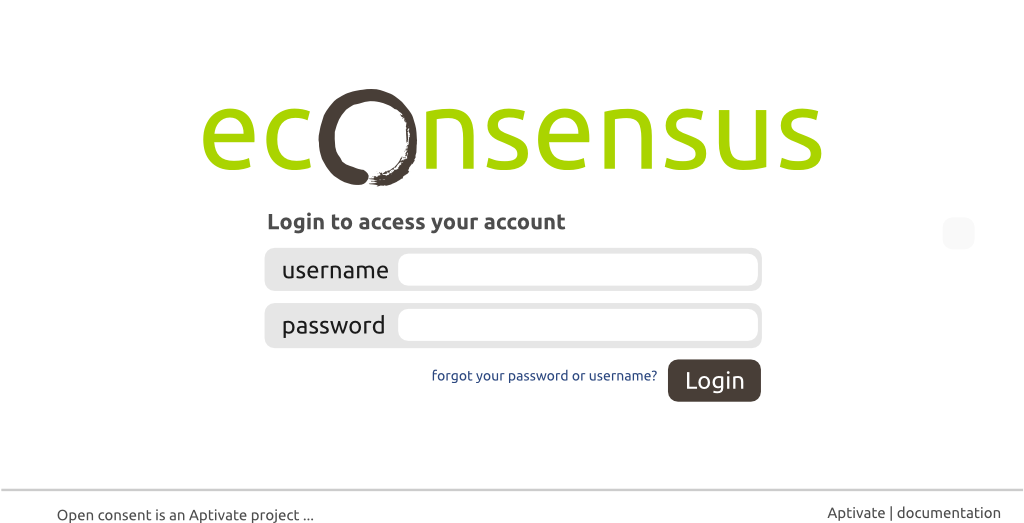 econsensus
Login to access your account
username
password
forgot your password or username?
Login
Open consent is an Aptivate project ...
Aptivate | documentation